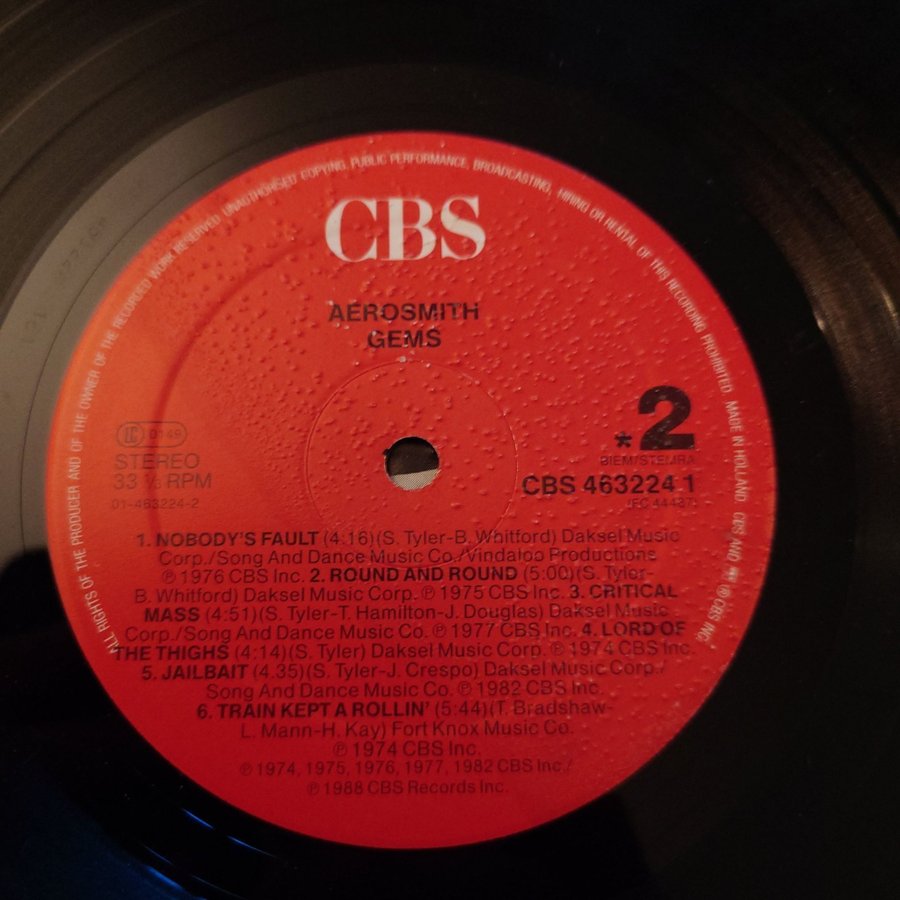 ALL RIGHTS OF THE PRODUCER AND OF THE OWNER OF THE RECORDED WORK RESERVED. UNAUTHORISED COPYING, PUBLIC PERFORMANCE, BROADCASTING, HIRING OR RENTAL OF THIS RECORDING PROHIBITED. MADE IN HOLLAND
CBS
AEROSMITH
GEMS
*2
BIEM/STEMRA
LC 0149
STEREO
33 ⅓ RPM
01-463224-2
CBS 463224 1
(FC 44487)
1. NOBODY'S FAULT (4:16)(S. Tyler-B. Whitford) Daksel Music
Corp./Song And Dance Music Co./Vindaloo Productions
℗ 1976 CBS Inc. 2. ROUND AND ROUND (5:00)(S. Tyler-
B. Whitford) Daksel Music Corp. ℗ 1975 CBS Inc. 3. CRITICAL
MASS (4:51)(S. Tyler-T. Hamilton-J. Douglas) Daksel Music
Corp./Song And Dance Music Co. ℗ 1977 CBS Inc. 4. LORD OF
THE THIGHS (4:14)(S. Tyler) Daksel Music Corp. ℗ 1974 CBS Inc.
5. JAILBAIT (4.35)(S. Tyler-J. Crespo) Daksel Music Corp./
Song And Dance Music Co. ℗ 1982 CBS Inc.
6. TRAIN KEPT A ROLLIN' (5:44)(T. Bradshaw-
L. Mann-H. Kay) Fort Knox Music Co.
℗ 1974 CBS Inc.
℗ 1974, 1975, 1976, 1977, 1982 CBS Inc./
℗ 1988 CBS Records Inc.